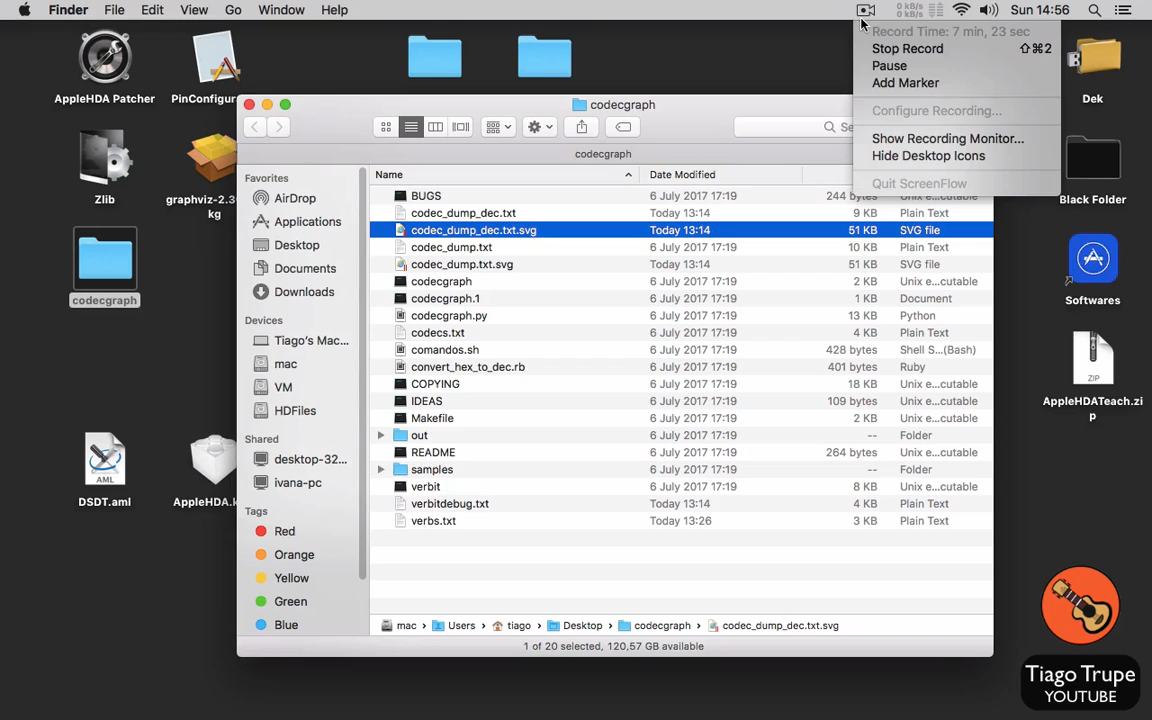 Finder File Edit View Go Window Help 0 kB/s 0 kB/s Sun 14:56
Record Time: 7 min, 23 sec
Stop Record ⇧⌘2
Pause
Add Marker
Configure Recording...
Show Recording Monitor...
Hide Desktop Icons
Quit ScreenFlow
AppleHDA Patcher
PinConfigura
Dek
codecgraph
Se
codecgraph
Zlib
graphviz-2.3
kg
Black Folder
codecgraph
Softwares
AppleHDATeach.zi
p
DSDT.aml
AppleHDA.k
Favorites
AirDrop
Applications
Desktop
Documents
Downloads
Devices
Tiago's Mac...
mac
VM
HDFiles
Shared
desktop-32...
ivana-pc
Tags
Red
Orange
Yellow
Green
Blue
Name Date Modified
BUGS 6 July 2017 17:19 244 bytes
codec_dump_dec.txt Today 13:14 9 KB Plain Text
codec_dump_dec.txt.svg Today 13:14 51 KB SVG file
codec_dump.txt Today 13:14 10 KB Plain Text
codec_dump.txt.svg Today 13:14 51 KB SVG file
codecgraph 6 July 2017 17:19 2 KB Unix e...cutable
codecgraph.1 6 July 2017 17:19 1 KB Document
codecgraph.py 6 July 2017 17:19 13 KB Python
codecs.txt 6 July 2017 17:19 4 KB Plain Text
comandos.sh 6 July 2017 17:19 428 bytes Shell S...(Bash)
convert_hex_to_dec.rb 6 July 2017 17:19 401 bytes Ruby
COPYING 6 July 2017 17:19 18 KB Unix e...cutable
IDEAS 6 July 2017 17:19 109 bytes Unix e...cutable
Makefile 6 July 2017 17:19 2 KB Unix e...cutable
out 6 July 2017 17:19 -- Folder
README 6 July 2017 17:19 264 bytes Unix e...cutable
samples 6 July 2017 17:19 -- Folder
verbit 6 July 2017 17:19 8 KB Unix e...cutable
verbitdebug.txt Today 13:14 4 KB Plain Text
verbs.txt Today 13:26 3 KB Plain Text
mac Users tiago Desktop codecgraph codec_dump_dec.txt.svg
1 of 20 selected, 120,57 GB available
Tiago Trupe
YOUTUBE